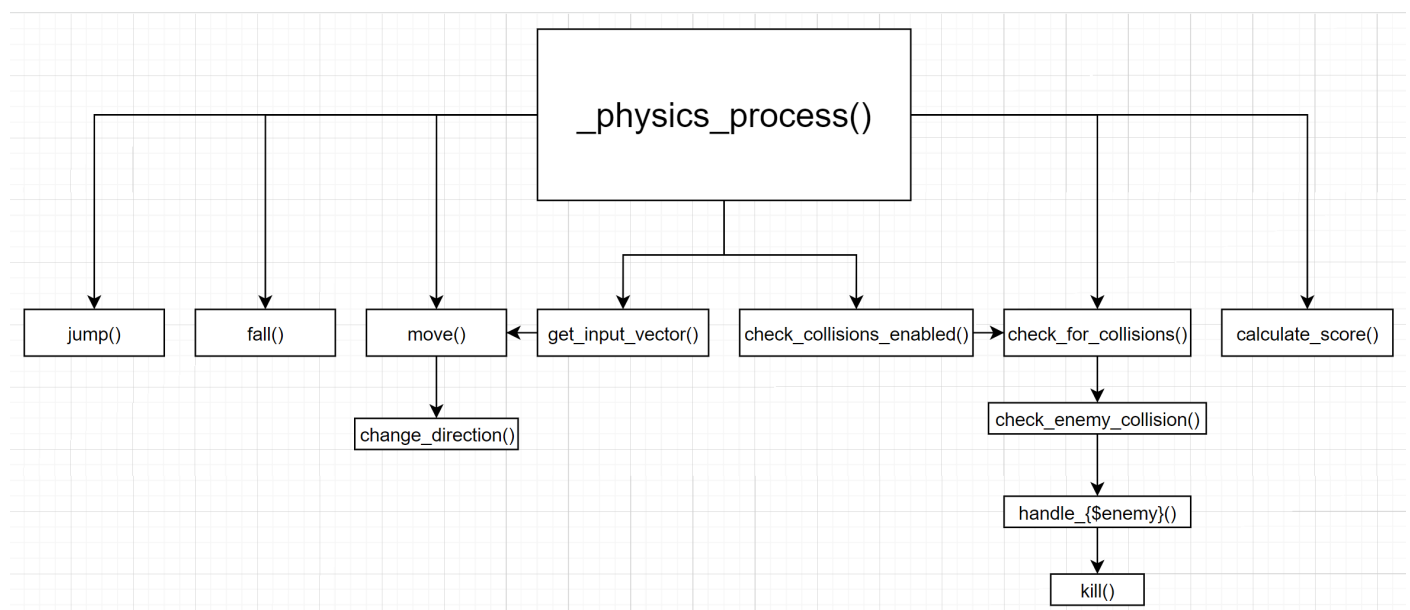 _physics_process()
jump()
fall()
move()
get_input_vector()
check_collisions_enabled()
check_for_collisions()
calculate_score()
change_direction()
check_enemy_collision()
handle_{$enemy}()
kill()